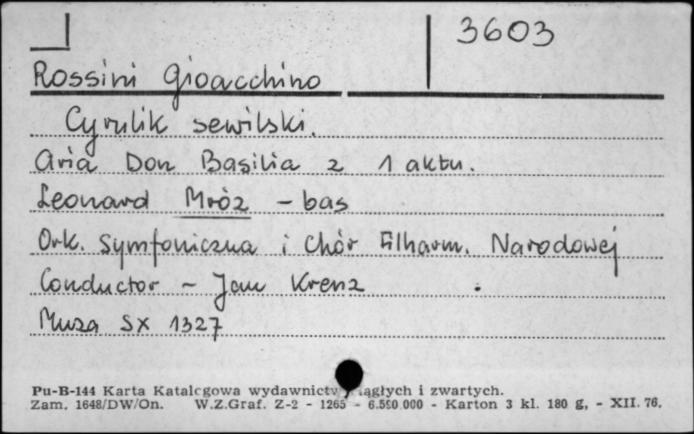 3603
Rossini Gioacchino
Cyrulik sewilski.
Aria Don Basilia z 1 aktu.
Leonard Mróz - bas
Ork. Symfoniczna i Chór Filharm. Narodowej
Conductor - Jan Krenz
Muza SX 1327
Pu-B-144 Karta Katalogowa wydawnictw ciągłych i zwartych.
Zam. 1648/DW/On. W.Z.Graf. Z-2 - 1265 - 6.500.000 - Karton 3 kl. 180 g, - XII. 76.